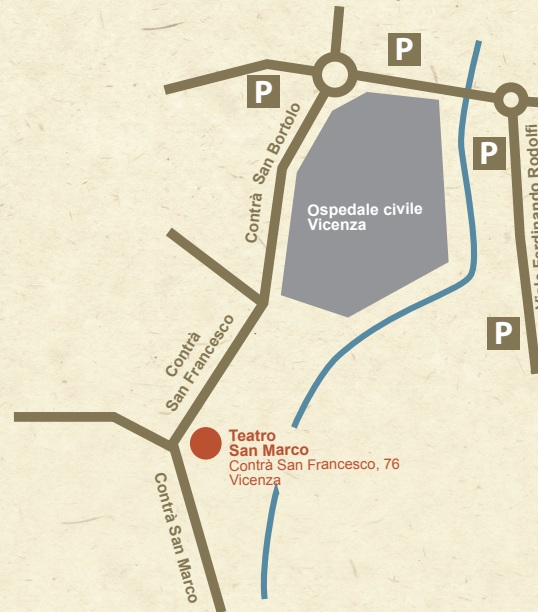 P
P
Contrà San Bortolo
P
Viale Ferdinando Rodolfi
Ospedale civile
Vicenza
P
Contrà
San Francesco
Teatro
San Marco
Contrà San Francesco, 76
Vicenza
Contrà San Marco